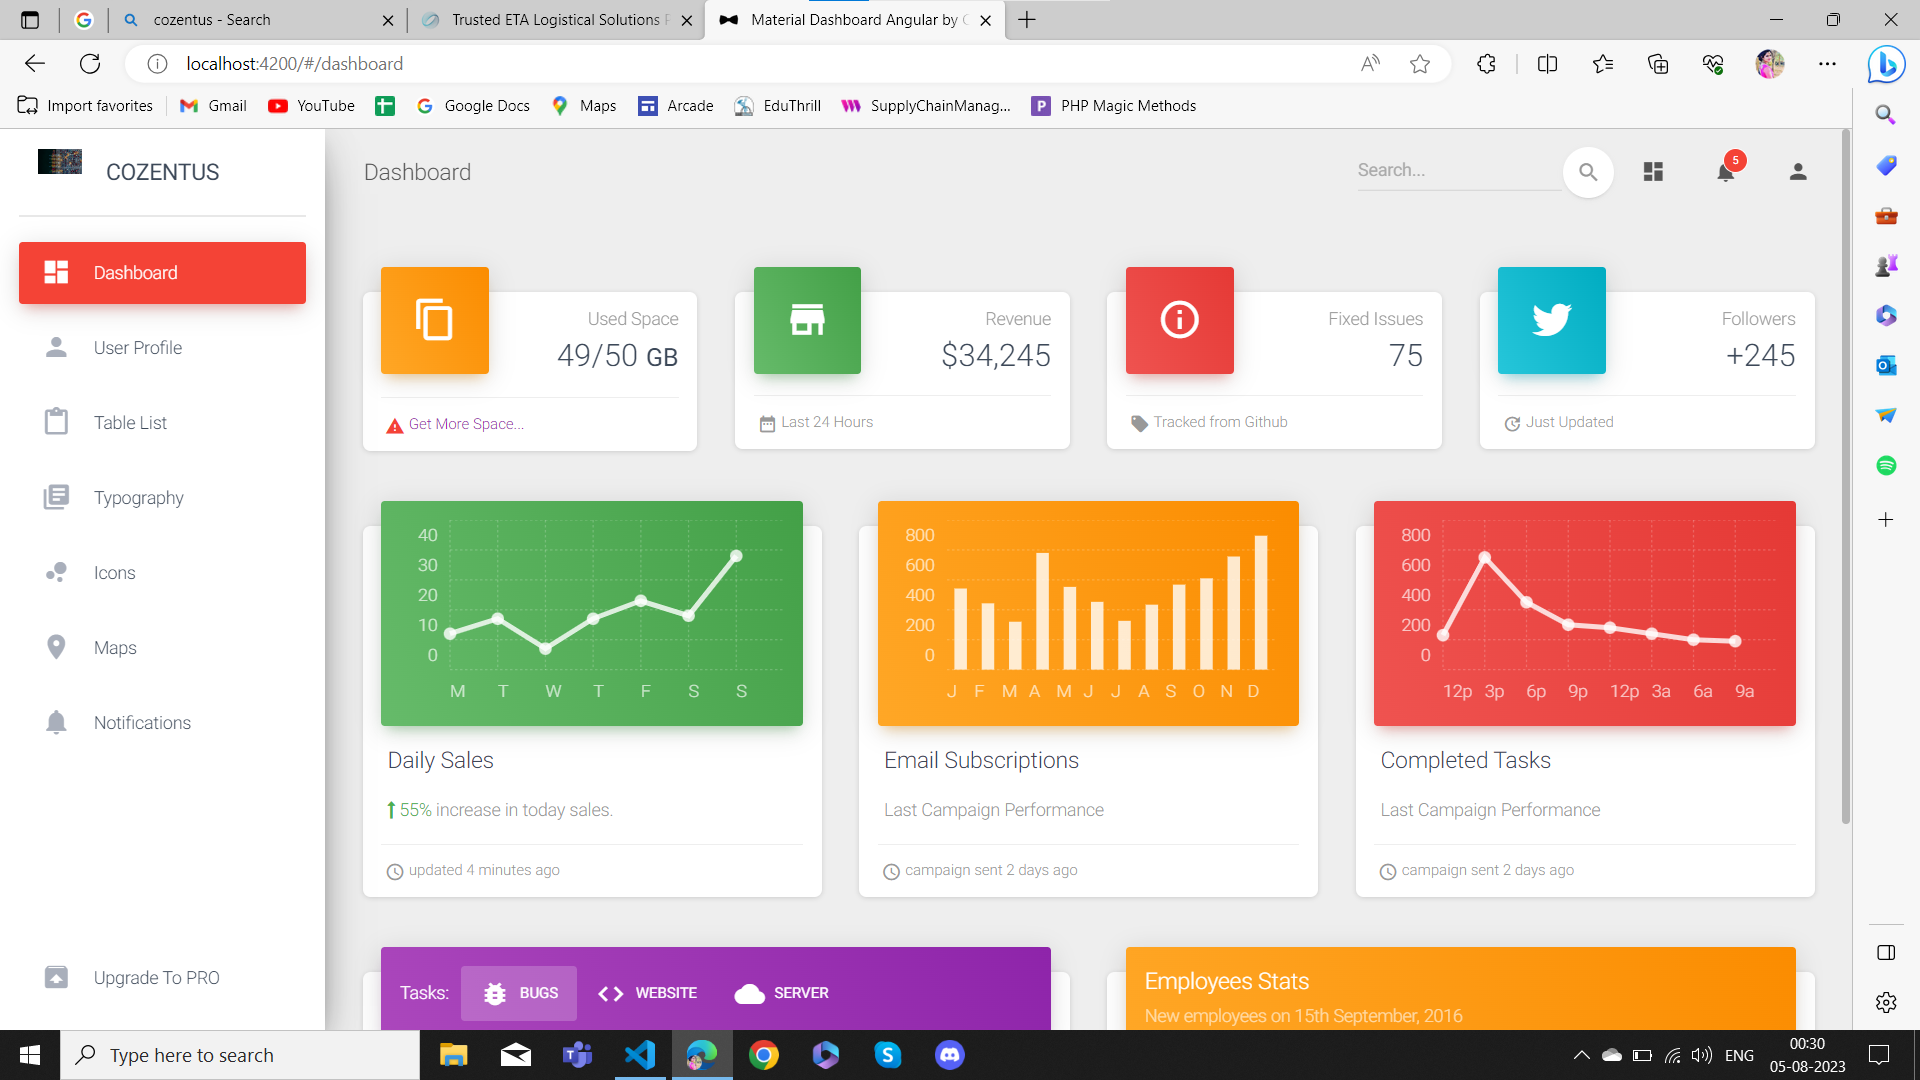 cozentus - Search
Trusted ETA Logistical Solutions
Material Dashboard Angular by
localhost:4200/#/dashboard
Import favorites
Gmail
YouTube
Google Docs
Maps
Arcade
EduThrill
SupplyChainManag...
P PHP Magic Methods
COZENTUS
Dashboard
Search...
5
Dashboard
User Profile
Table List
Typography
Icons
Maps
Notifications
Upgrade To PRO
Used Space
49/50 GB
Get More Space...
Revenue
$34,245
Last 24 Hours
Fixed Issues
75
Tracked from Github
Followers
+245
Just Updated
40
30
20
10
0
M T W T F S S
Daily Sales
55% increase in today sales.
updated 4 minutes ago
800
600
400
200
0
J F M A M J J A S O N D
Email Subscriptions
Last Campaign Performance
campaign sent 2 days ago
800
600
400
200
0
12p 3p 6p 9p 12p 3a 6a 9a
Completed Tasks
Last Campaign Performance
campaign sent 2 days ago
Tasks: BUGS WEBSITE SERVER
Employees Stats
New employees on 15th September, 2016
Type here to search
ENG
00:30
05-08-2023